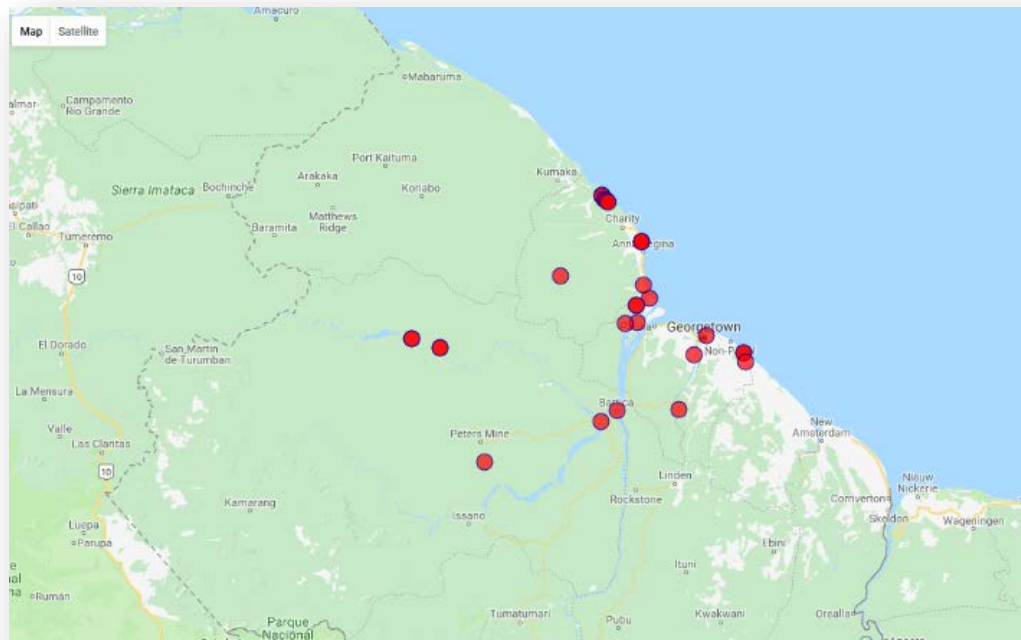 Amacuro
Map Satellite
Mabaruma
Campamento
Rio Grande
Port Kaituma
Kumaka
Arakaka
Koriabo
Sierra Imataca
Bochinche
Matthews
Ridge
Charity
El Callao
Tumeremo
Baramita
10
Georgetown
El Dorado
San Martin
de Turumban
La Mensura
Bartica
New
Amsterdam
Valle
Las Claritas
Peters Mine
10
Linden
Nieuw
Nickerie
Rockstone
Corriverton
Kamarang
Issano
Skeldon
Wageningen
Luepa
Parupa
Ebini
Ituni
Rumán
Parque
Nacional
Tumatumari
Pubu
Kwakwani
Orealla